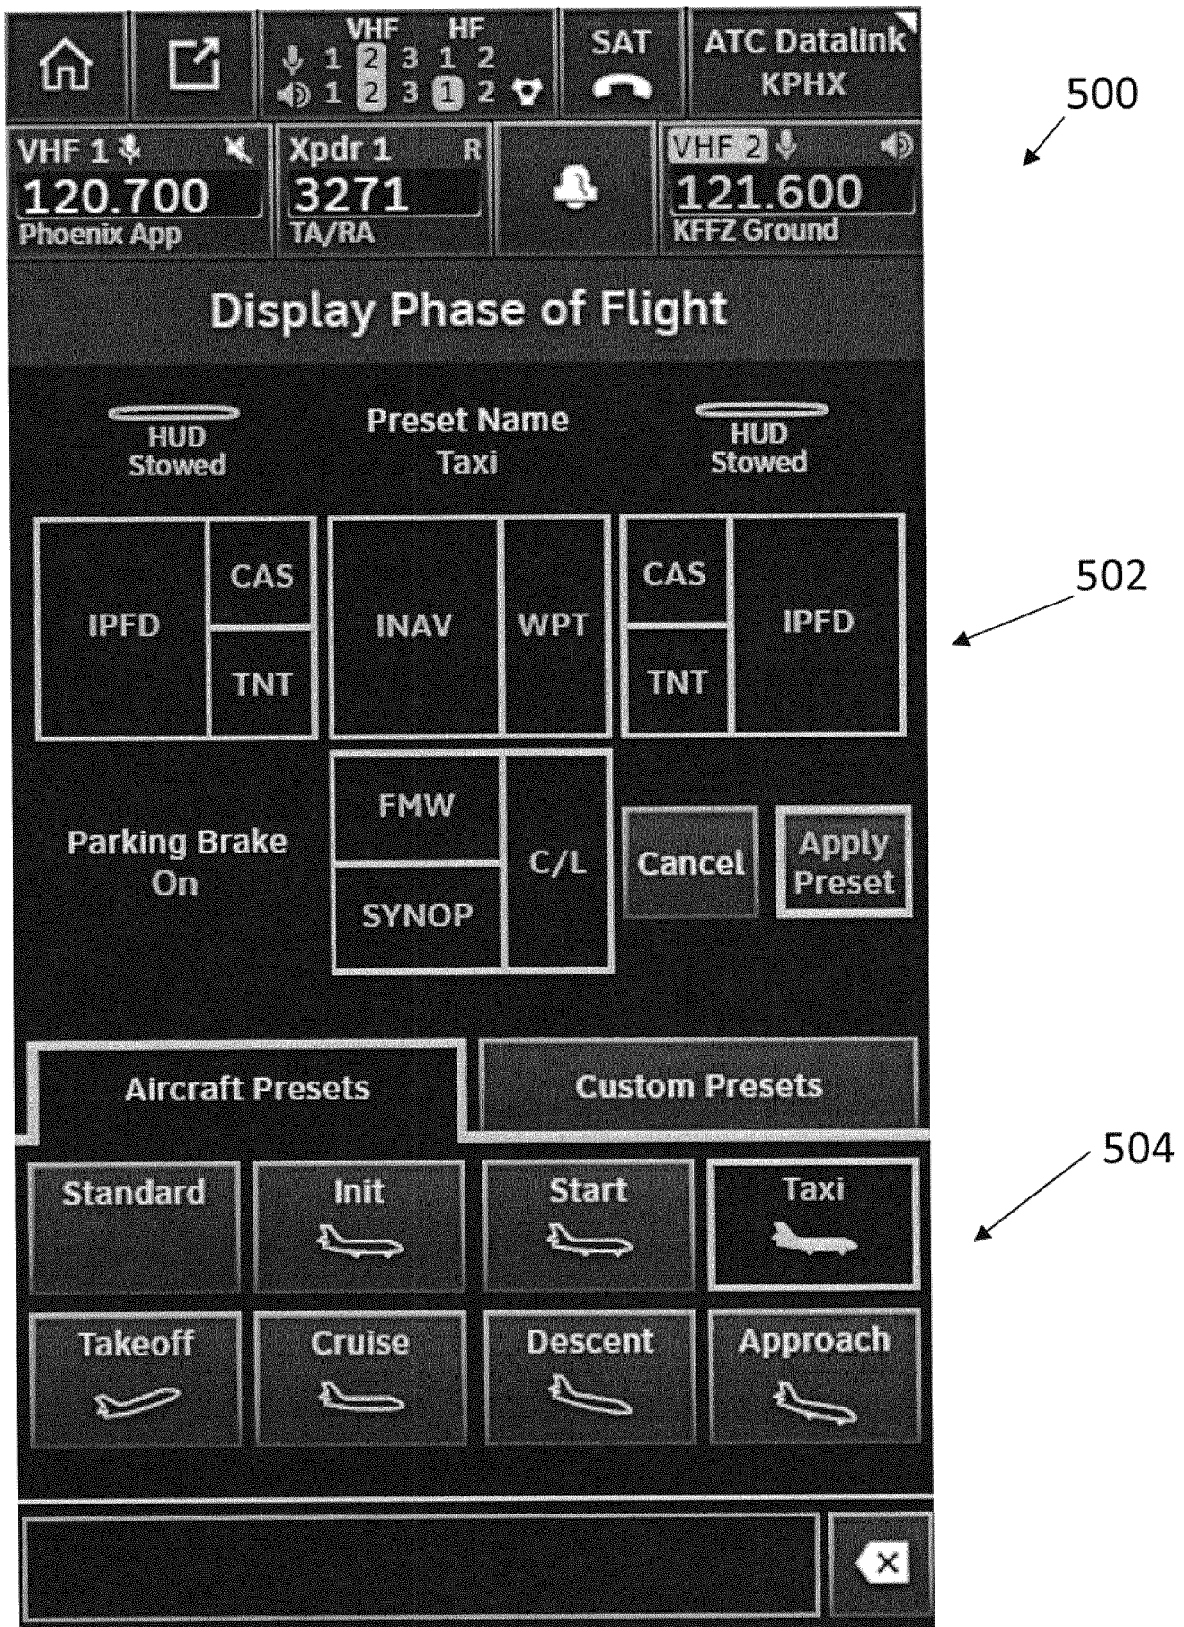 VHF HF
1 2 3 1 2
1 2 3 1 2
SAT
ATC Datalink
KPHX
VHF 1
120.700
Phoenix App
Xpdr 1 R
3271
TA/RA
VHF 2
121.600
KFFZ Ground
500
Display Phase of Flight
HUD
Stowed
Preset Name
Taxi
HUD
Stowed
IPFD
CAS
TNT
INAV
WPT
CAS
TNT
IPFD
502
Parking Brake
On
FMW
SYNOP
C/L
Cancel
Apply
Preset
Aircraft Presets
Custom Presets
504
Standard
Init
Start
Taxi
Takeoff
Cruise
Descent
Approach